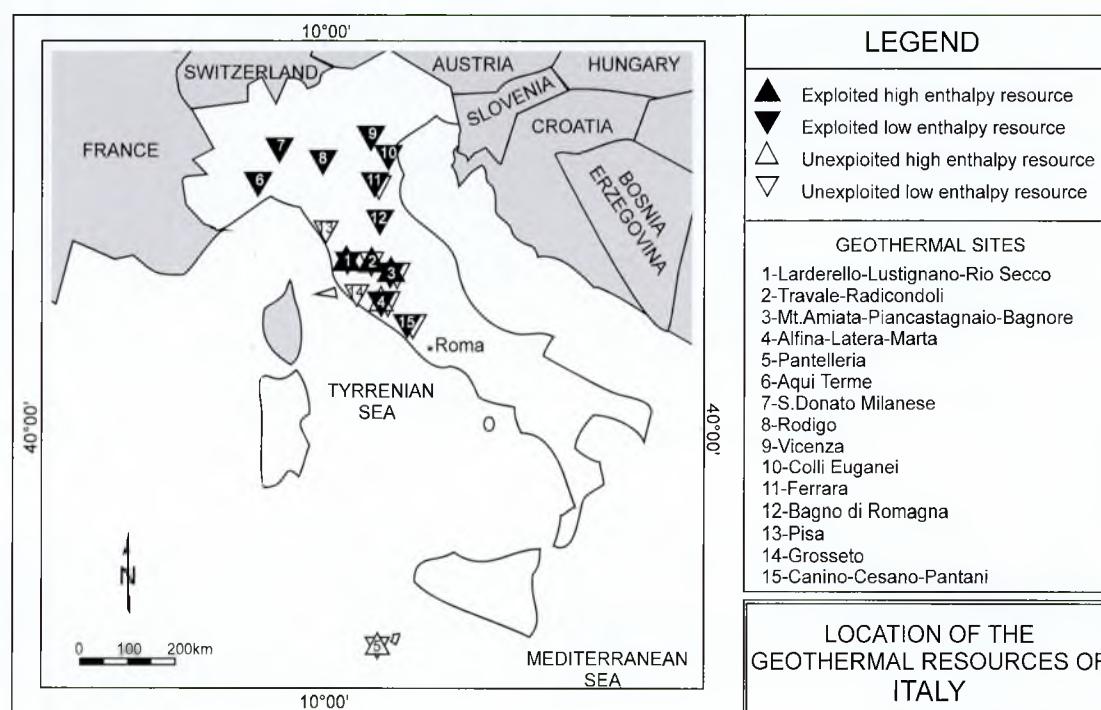 10°00'
SWITZERLAND
AUSTRIA
HUNGARY
SLOVENIA
CROATIA
FRANCE
BOSNIA
ERZEGOVINA
9
7
8
10
6
11
12
13
1
2
3
14
4
15
Roma
TYRRENIAN
SEA
40°00'
40°00'
N
0 100 200km
5
MEDITERRANEAN
SEA
10°00'
LEGEND
Exploited high enthalpy resource
Exploited low enthalpy resource
Unexploited high enthalpy resource
Unexploited low enthalpy resource
GEOTHERMAL SITES
1-Larderello-Lustignano-Rio Secco
2-Travale-Radicondoli
3-Mt.Amiata-Piancastagnaio-Bagnore
4-Alfina-Latera-Marta
5-Pantelleria
6-Aqui Terme
7-S.Donato Milanese
8-Rodigo
9-Vicenza
10-Colli Euganei
11-Ferrara
12-Bagno di Romagna
13-Pisa
14-Grosseto
15-Canino-Cesano-Pantani
LOCATION OF THE
GEOTHERMAL RESOURCES OF
ITALY